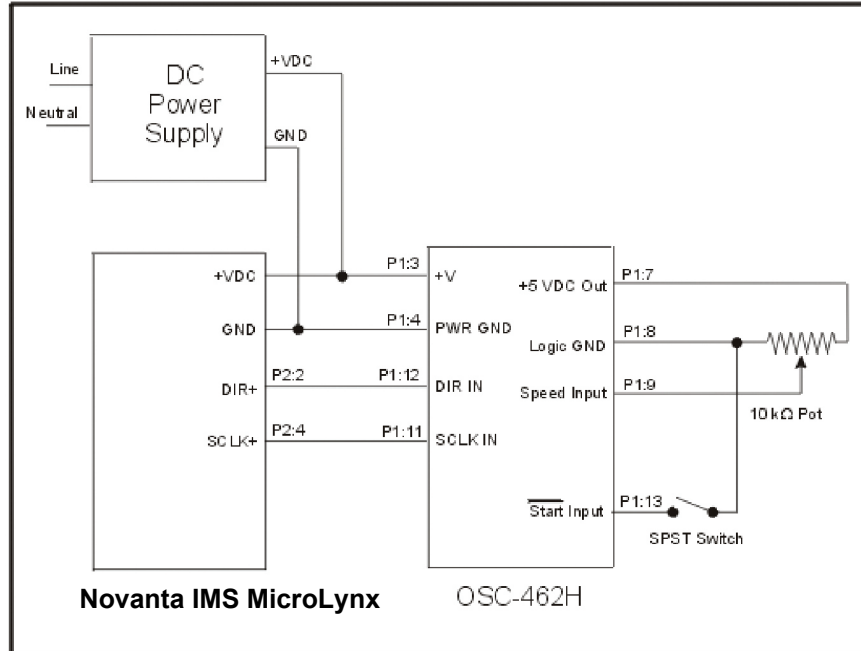 Line
Neutral
DC
Power
Supply
+VDC
GND
+VDC
GND
DIR+
SCLK+
P2:2
P2:4
P1:3
P1:4
P1:12
P1:11
+V
PWR GND
DIR IN
SCLK IN
+5 VDC Out
Logic GND
Speed Input
Start Input
P1:7
P1:8
P1:9
P1:13
10 kΩ Pot
SPST Switch
Novanta IMS MicroLynx
OSC-462H